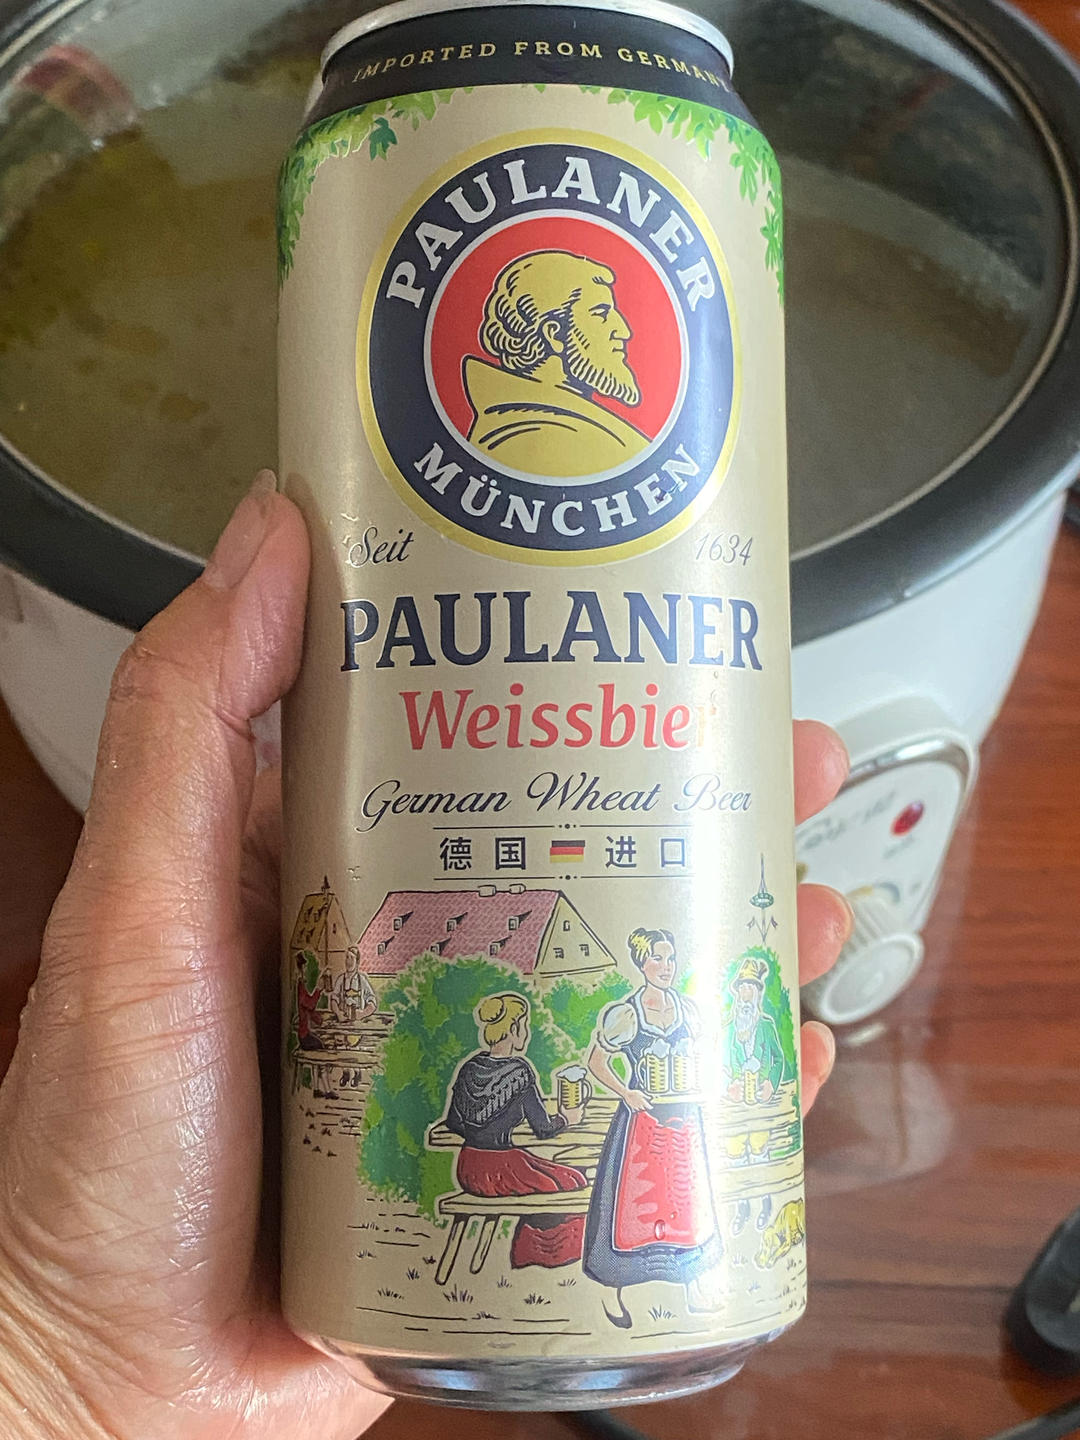 IMPORTED FROM GERMANY
PAULANER
MÜNCHEN
Seit 1634
PAULANER
Weissbier
German Wheat Beer
德国 进口